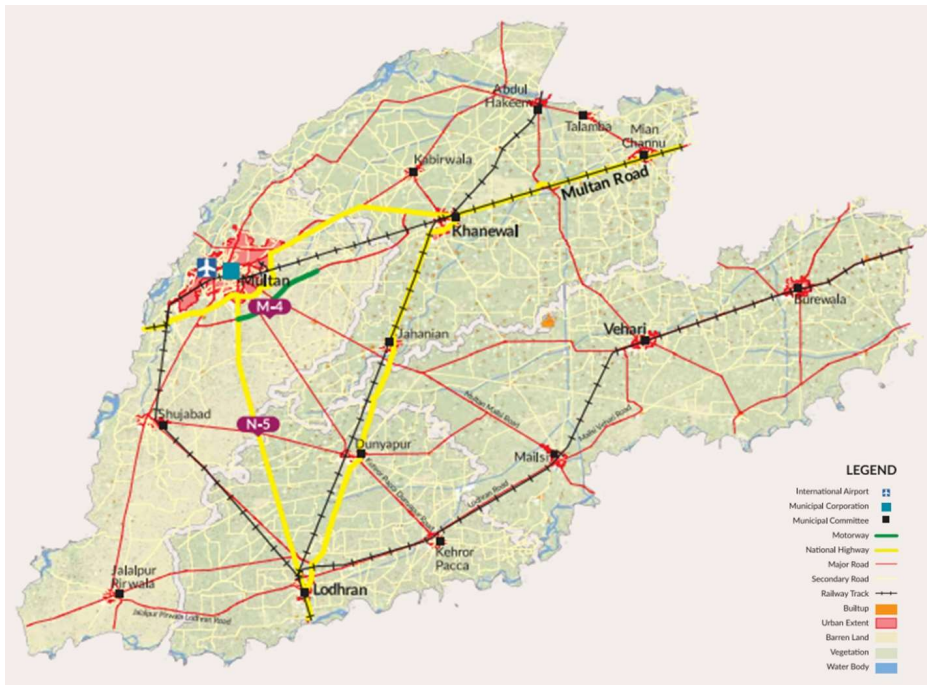 Abdul
Hakeem
Talamba
Mian
Channu
Kabirwala
Multan Road
Khanewal
Multan
M-4
Burewala
Vehari
Jahanian
Multan Mailsi Road
Mailsi Vehari Road
Shujabad
N-5
Dunyapur
Mailsi
Kehror Pacca Dunyapur Road
Lodhran Road
Kehror
Pacca
Jalalpur
Pirwala
Lodhran
Jalalpur Pirwala Lodhran Road
LEGEND
International Airport
Municipal Corporation
Municipal Committee
Motorway
National Highway
Major Road
Secondary Road
Railway Track
Builtup
Urban Extent
Barren Land
Vegetation
Water Body